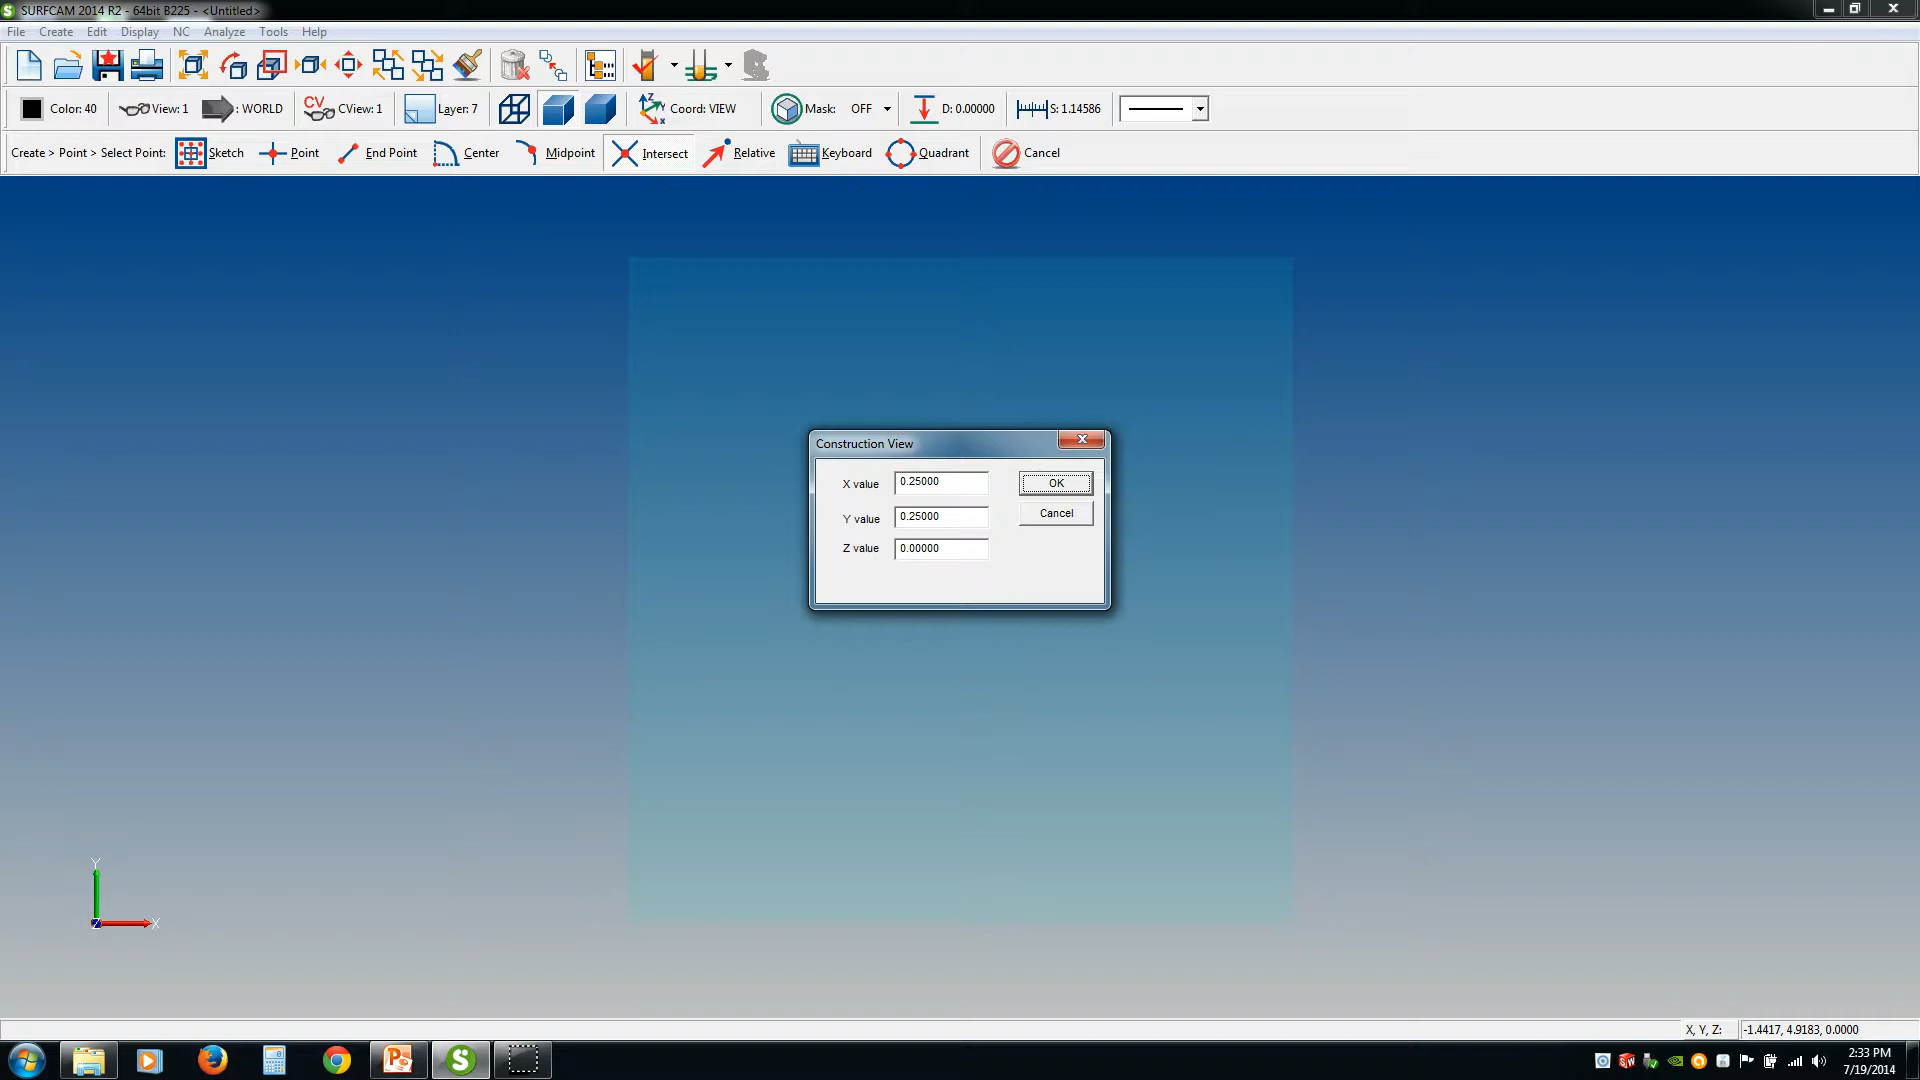 SURFCAM 2014 R2 - 64bit B225 - <Untitled>
File Create Edit Display NC Analyze Tools Help
Color: 40 View: 1 : WORLD CV CView: 1 Layer: 7 Z Y X Coord: VIEW Mask: OFF D: 0.00000 S: 1.14586
Create > Point > Select Point: Sketch Point End Point Center Midpoint Intersect Relative Keyboard Quadrant Cancel
Construction View
X value 0.25000 OK
Y value 0.25000 Cancel
Z value 0.00000
Y
X
X, Y, Z: -1.4417, 4.9183, 0.0000
2:33 PM
7/19/2014